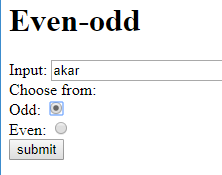 Even-odd
Input: akar
Choose from:
Odd:
Even:
submit